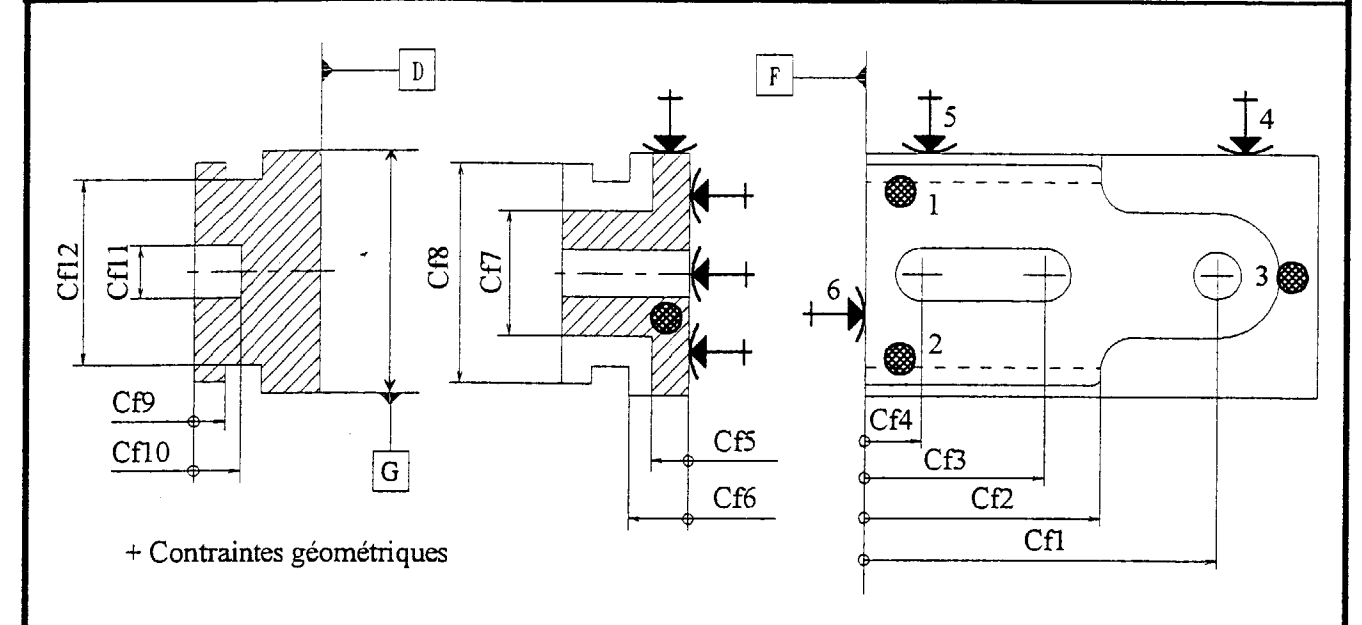 D
F
5
4
1
3
6
2
Cf12
Cf11
Cf8
Cf7
Cf9
Cf10
G
Cf5
Cf6
Cf4
Cf3
Cf2
Cf1
+ Contraintes géométriques